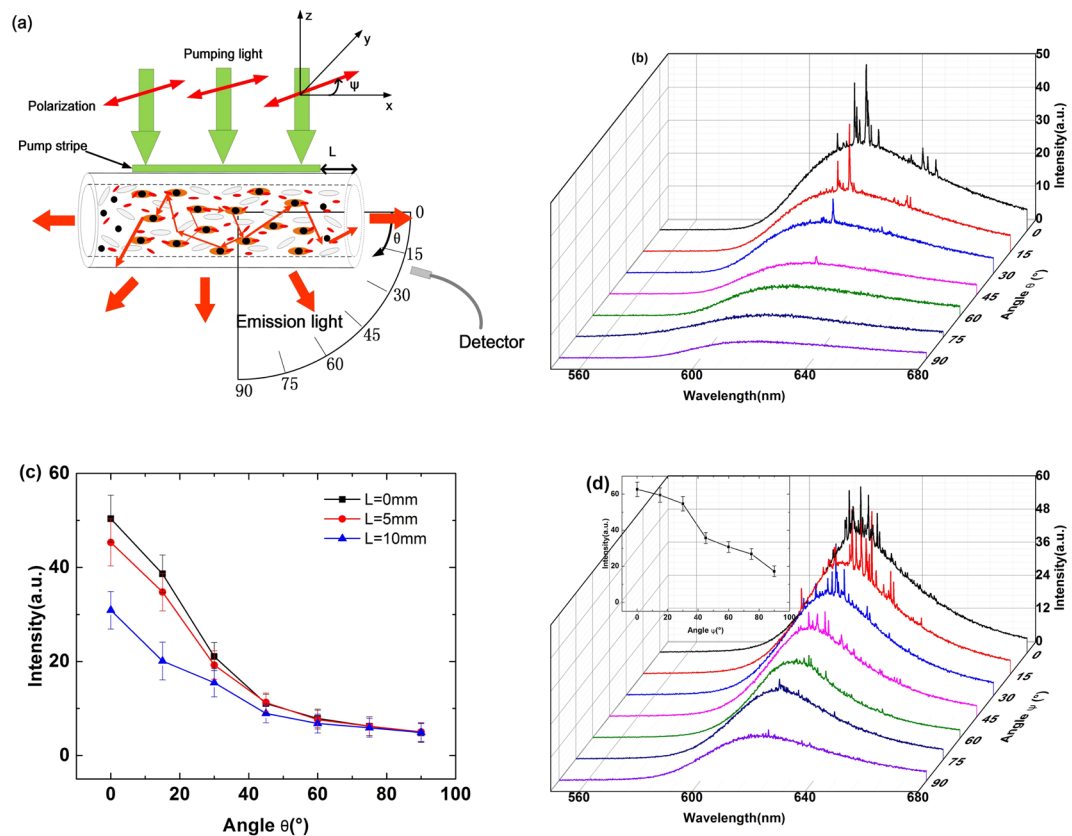 (a)
z
y
Pumping light
ψ
x
Polarization
Pump stripe
L
0
θ
15
30
Emission light
45
Detector
60
75
90
(b)
50
40
30
20
10
0
Intensity(a.u.)
0
15
30
45
60
75
90
Angle θ (°)
560
600
640
680
Wavelength(nm)
(c)
60
40
20
0
Intensity(a.u.)
L=0mm
L=5mm
L=10mm
0
20
40
60
80
100
Angle θ(°)
(d)
60
40
20
0
Intensity(a.u.)
0
20
40
60
80
100
Angle ψ(°)
60
48
36
24
12
0
Intensity(a.u.)
0
15
30
45
60
75
90
Angle Ψ (°)
560
600
640
680
Wavelength(nm)